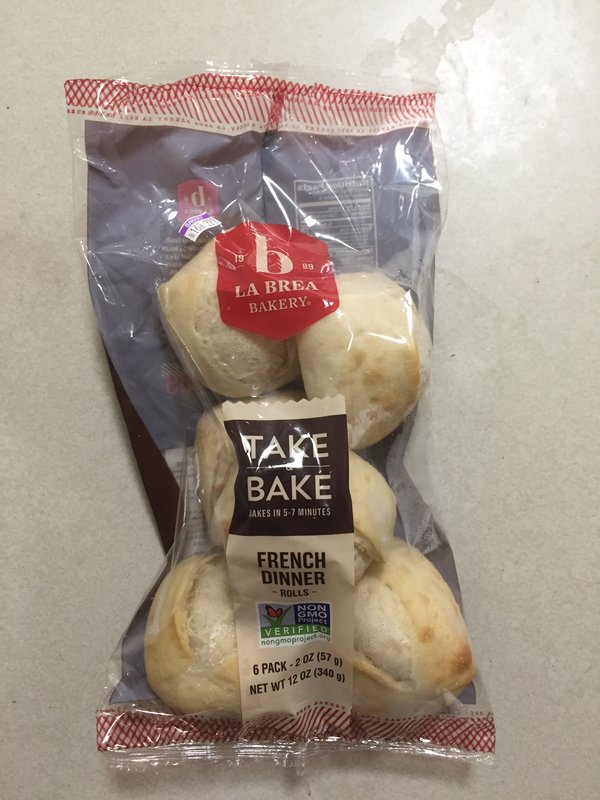 b
19 89
LA BREA
BAKERY®
TAKE
&
BAKE
BAKES IN 5-7 MINUTES
FRENCH
DINNER
- ROLLS -
NON
GMO
Project
VERIFIED
nongmoproject.org
6 PACK - 2 OZ (57 g)
NET WT 12 OZ (340 g)